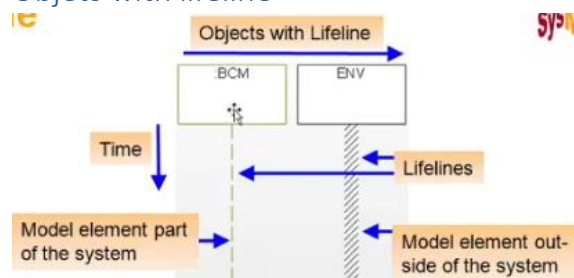 Objects with Lifeline
:BCM
ENV
Time
Lifelines
Model element part
of the system
Model element out-
side of the system